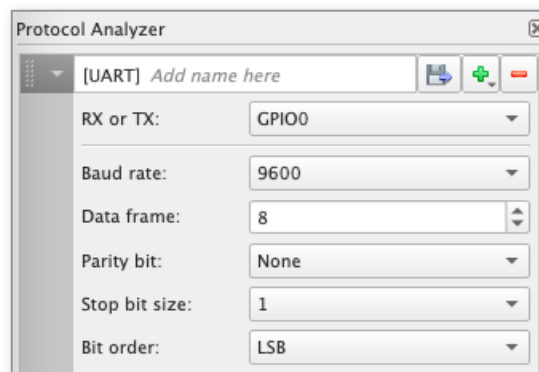 Protocol Analyzer
[UART] Add name here
RX or TX: GPIO0
Baud rate: 9600
Data frame: 8
Parity bit: None
Stop bit size: 1
Bit order: LSB